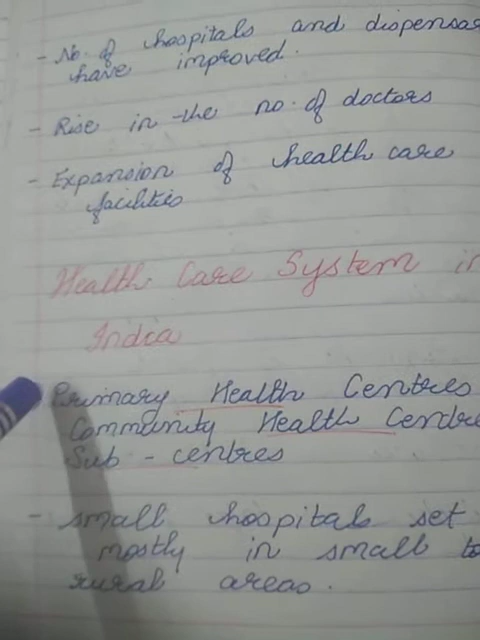 - No. of hospitals and dispensas
have improved.
- Rise in the no. of doctors
- Expansion of health care
facilities
Health Care System in
India
Primary Health Centres
Community Health Centre
Sub - centres
- small hospitals set
mostly in small to
rural areas.